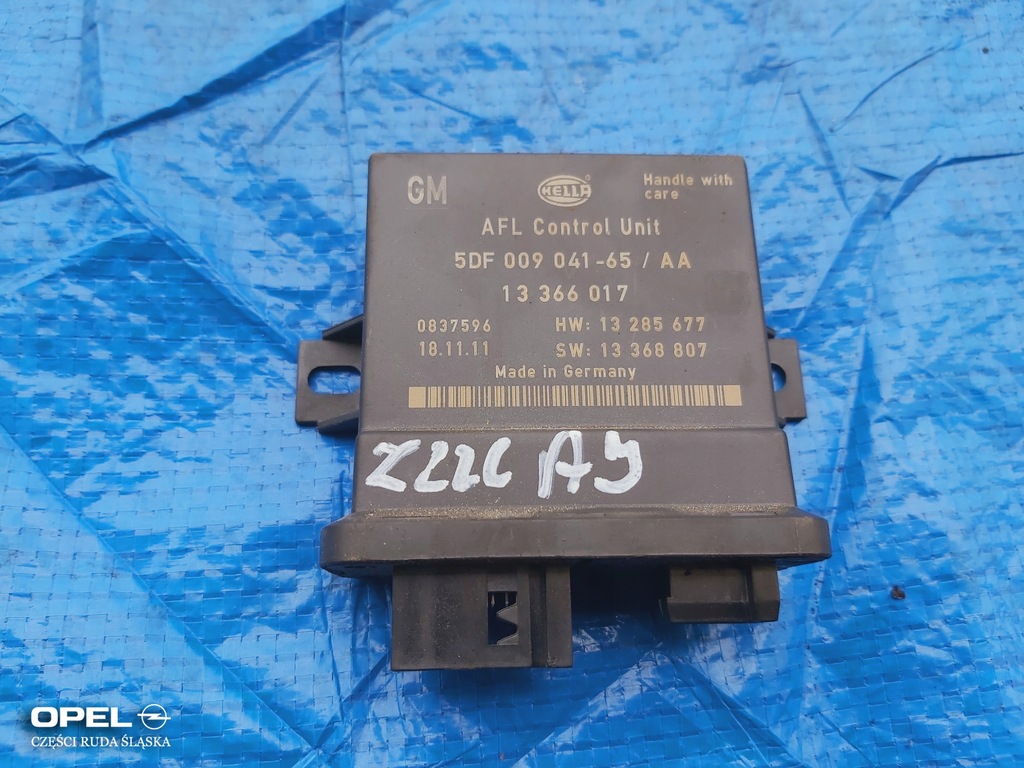 GM
HELLA
Handle with
care
AFL Control Unit
5DF 009 041-65 / AA
13 366 017
0837596 HW: 13 285 677
18.11.11 SW: 13 368 807
Made in Germany
Z22C AJ
OPEL
CZĘŚCI RUDA ŚLĄSKA